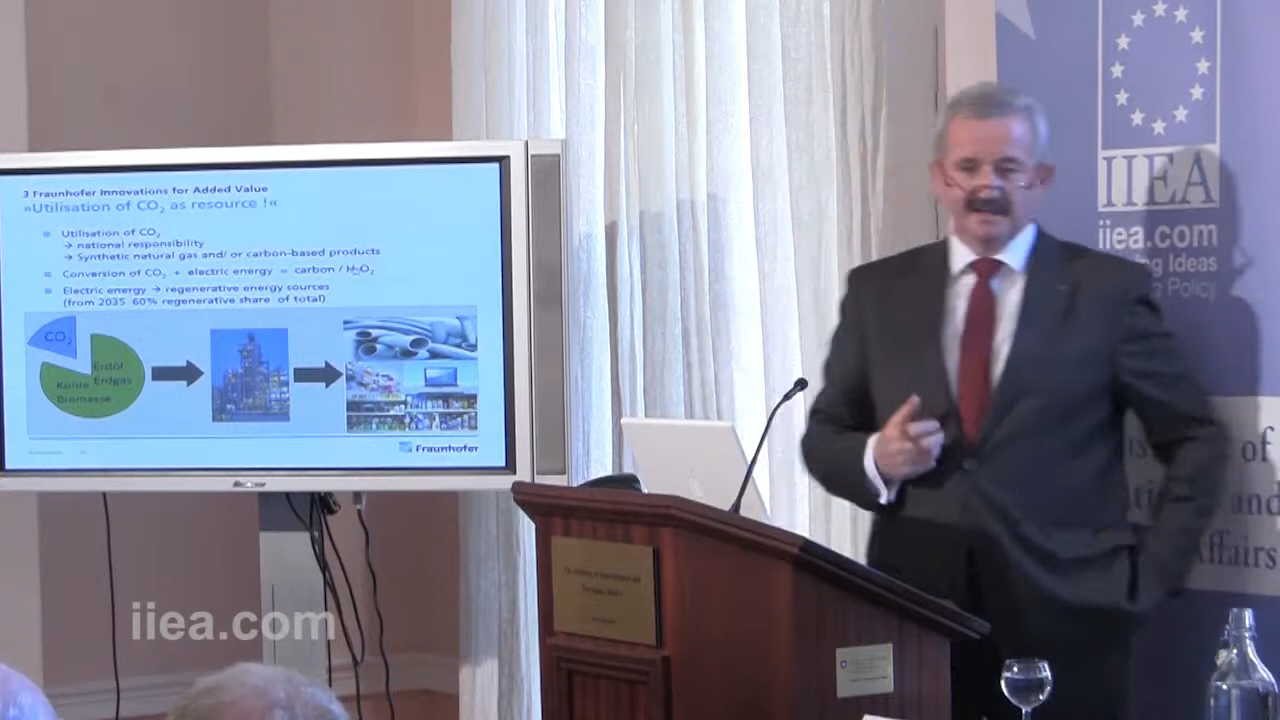 3 Fraunhofer Innovations for Added Value
»Utilisation of CO₂ as resource !«
Utilisation of CO₂
→ national responsibility
→ Synthetic natural gas and/ or carbon-based products
Conversion of CO₂ + electric energy = carbon / H₂O₂
Electric energy → regenerative energy sources
(from 2035 60% regenerative share of total)
CO₂
Erdöl
Kohle Erdgas
Biomasse
Fraunhofer
IIEA
iiea.com
ng Ideas
Policy
of
and
ffairs
iiea.com